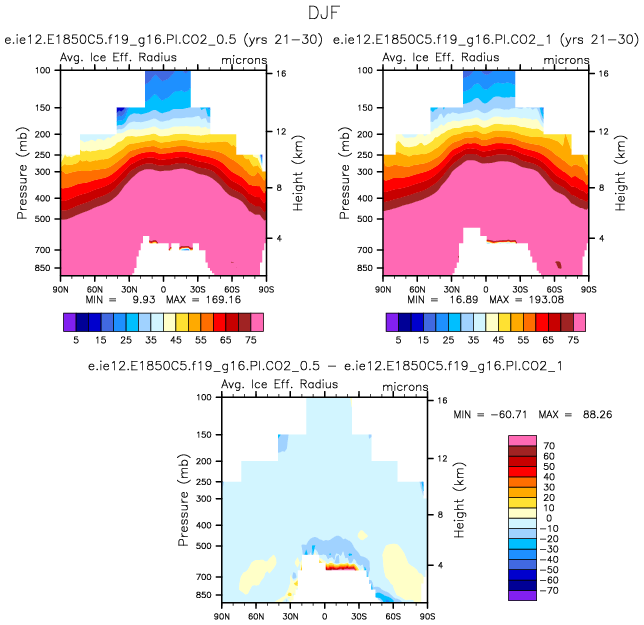 DJF
e.ie12.E1850C5.f19_g16.PI.CO2_0.5 (yrs 21-30)
e.ie12.E1850C5.f19_g16.PI.CO2_1 (yrs 21-30)
Avg. Ice Eff. Radius microns
Avg. Ice Eff. Radius microns
100 150 200 250 300 400 500 700 850
Pressure (mb)
16 12 8 4
Height (km)
90N 60N 30N 0 30S 60S 90S
MIN = 9.93 MAX = 169.16
5 15 25 35 45 55 65 75
100 150 200 250 300 400 500 700 850
Pressure (mb)
16 12 8 4
Height (km)
90N 60N 30N 0 30S 60S 90S
MIN = 16.89 MAX = 193.08
5 15 25 35 45 55 65 75
e.ie12.E1850C5.f19_g16.PI.CO2_0.5 - e.ie12.E1850C5.f19_g16.PI.CO2_1
Avg. Ice Eff. Radius microns
100 150 200 250 300 400 500 700 850
Pressure (mb)
16 12 8 4
Height (km)
90N 60N 30N 0 30S 60S 90S
MIN = -60.71 MAX = 88.26
70
60
50
40
30
20
10
0
-10
-20
-30
-40
-50
-60
-70